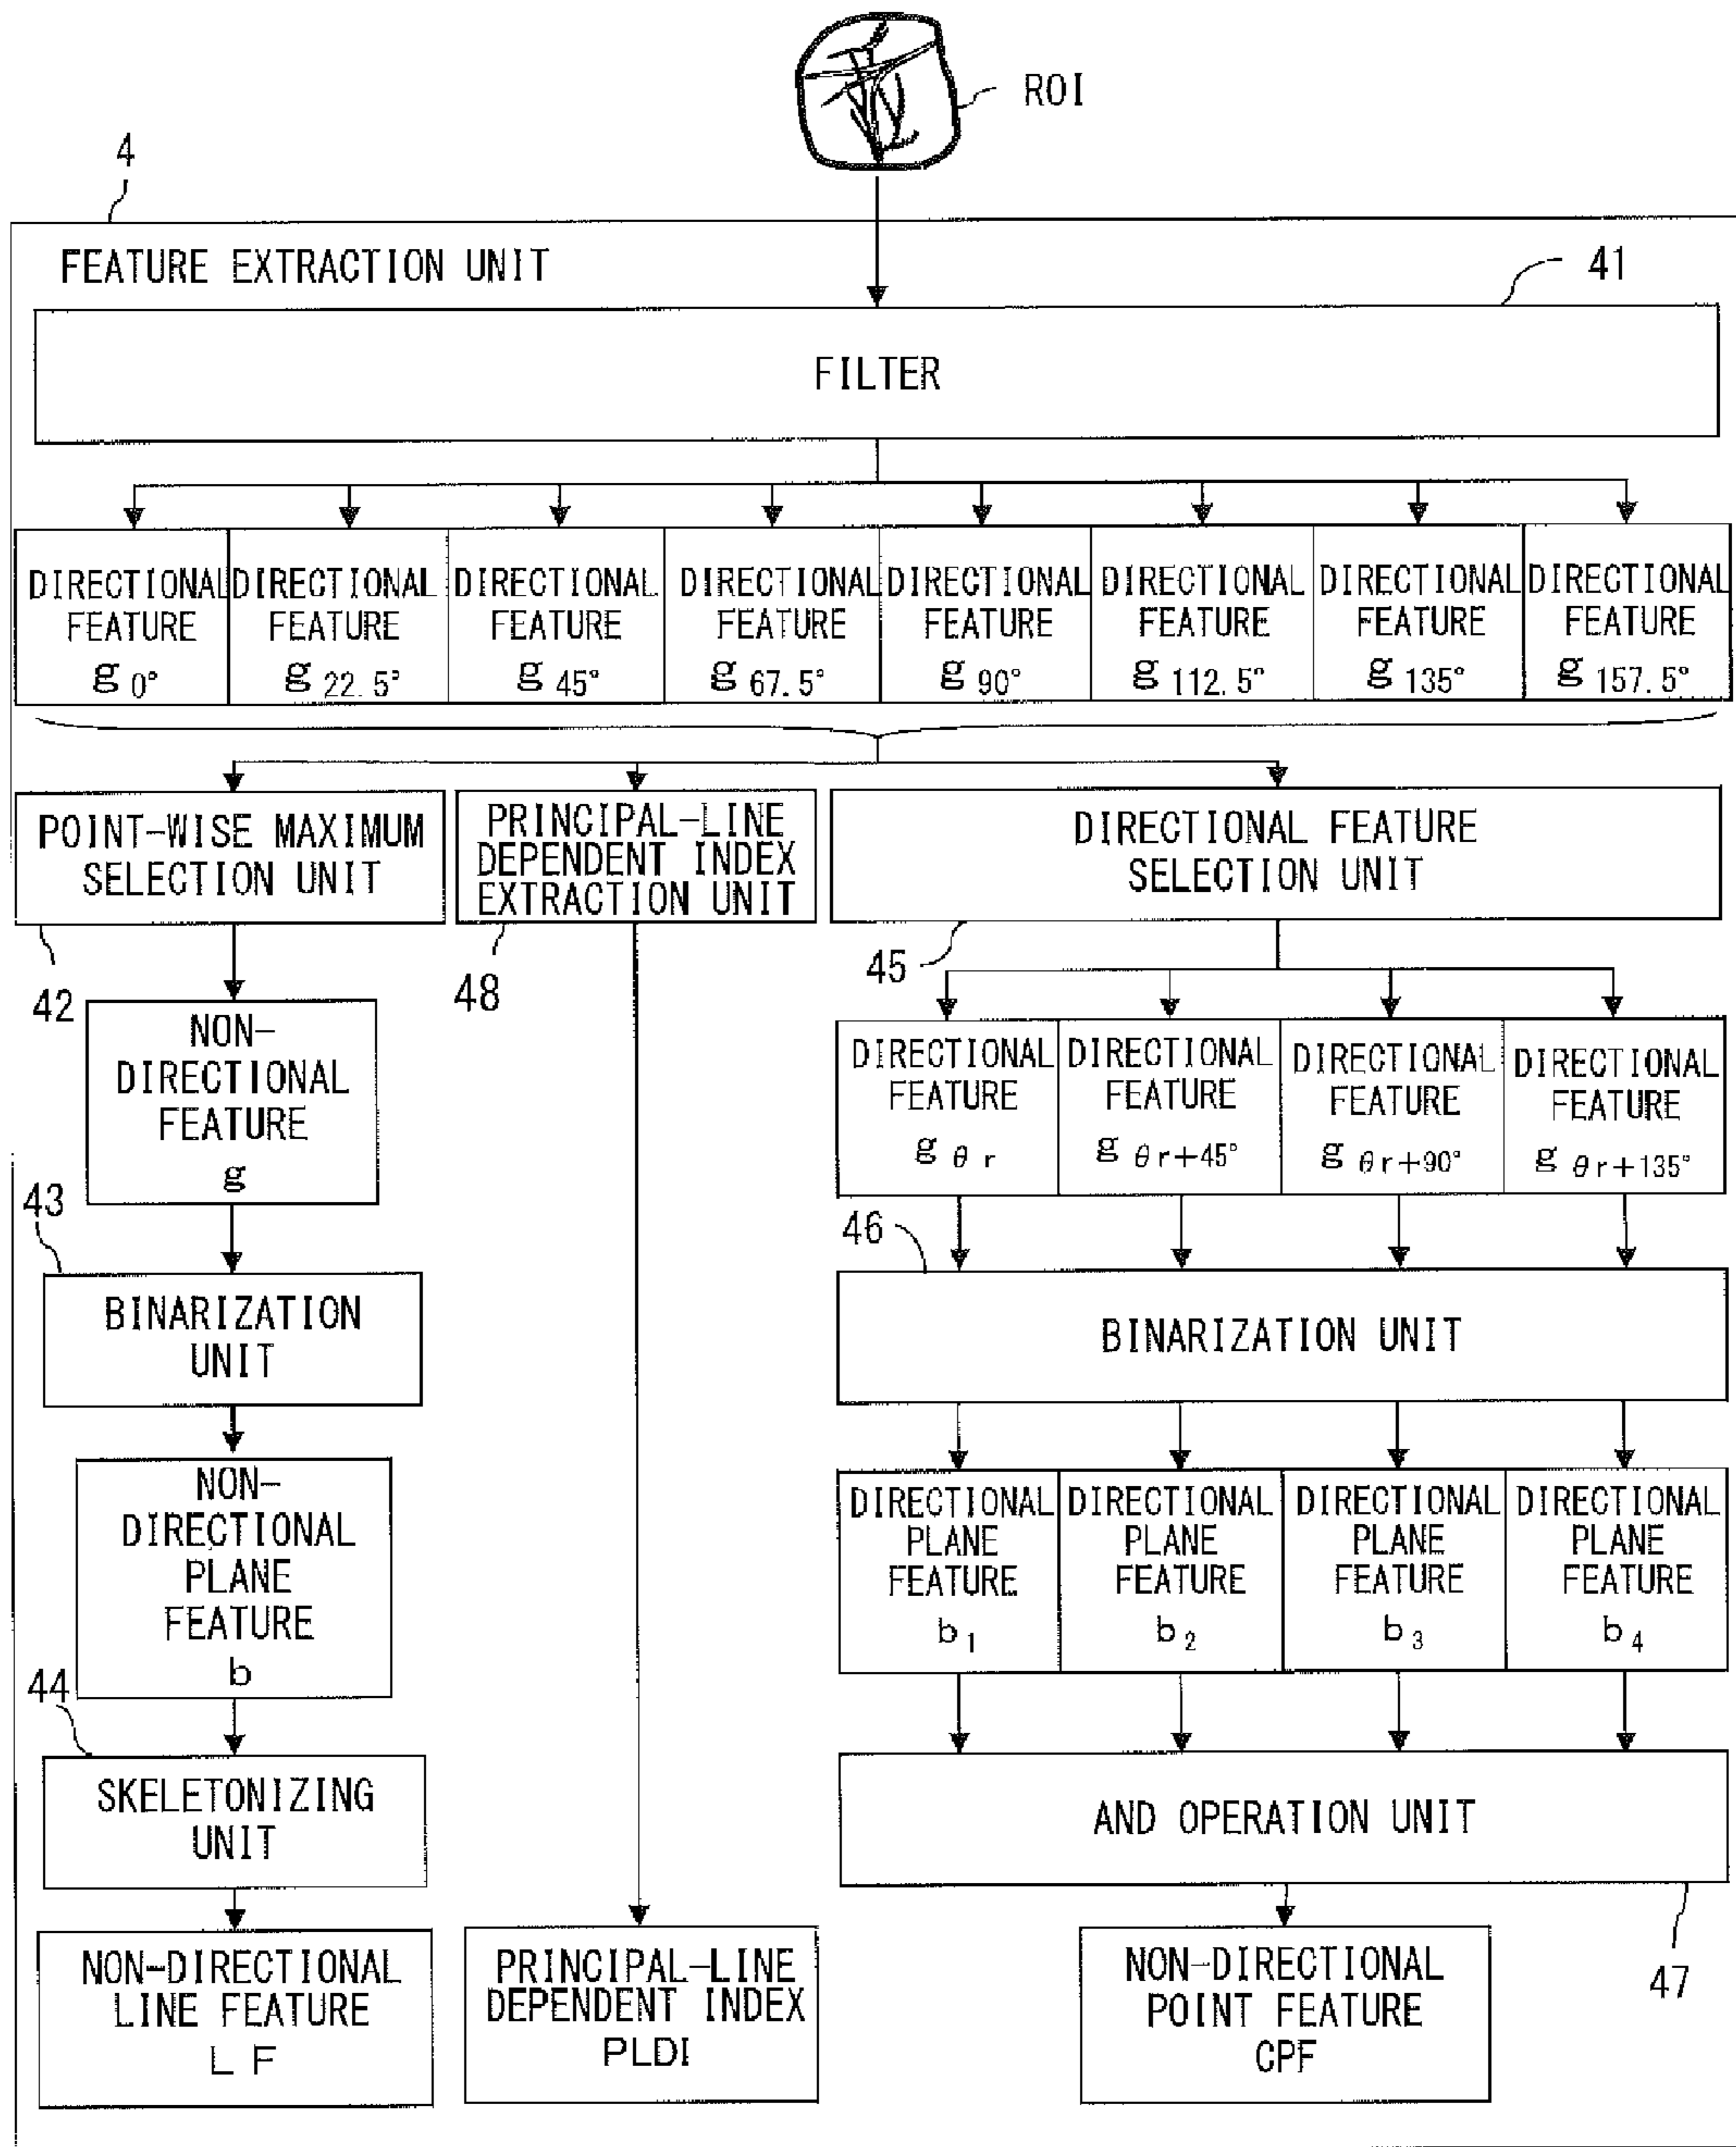 ROI
4
FEATURE EXTRACTION UNIT
41
FILTER
DIRECTIONAL FEATURE g 0°
DIRECTIONAL FEATURE g 22.5°
DIRECTIONAL FEATURE g 45°
DIRECTIONAL FEATURE g 67.5°
DIRECTIONAL FEATURE g 90°
DIRECTIONAL FEATURE g 112.5°
DIRECTIONAL FEATURE g 135°
DIRECTIONAL FEATURE g 157.5°
POINT-WISE MAXIMUM
SELECTION UNIT
42
PRINCIPAL-LINE
DEPENDENT INDEX
EXTRACTION UNIT
48
DIRECTIONAL FEATURE
SELECTION UNIT
45
NON-
DIRECTIONAL
FEATURE
g
DIRECTIONAL FEATURE g θr
DIRECTIONAL FEATURE g θr+45°
DIRECTIONAL FEATURE g θr+90°
DIRECTIONAL FEATURE g θr+135°
43
BINARIZATION
UNIT
46
BINARIZATION UNIT
NON-
DIRECTIONAL
PLANE
FEATURE
b
DIRECTIONAL PLANE FEATURE b1
DIRECTIONAL PLANE FEATURE b2
DIRECTIONAL PLANE FEATURE b3
DIRECTIONAL PLANE FEATURE b4
44
SKELETONIZING
UNIT
AND OPERATION UNIT
47
NON-DIRECTIONAL
LINE FEATURE
LF
PRINCIPAL-LINE
DEPENDENT INDEX
PLDI
NON-DIRECTIONAL
POINT FEATURE
CPF